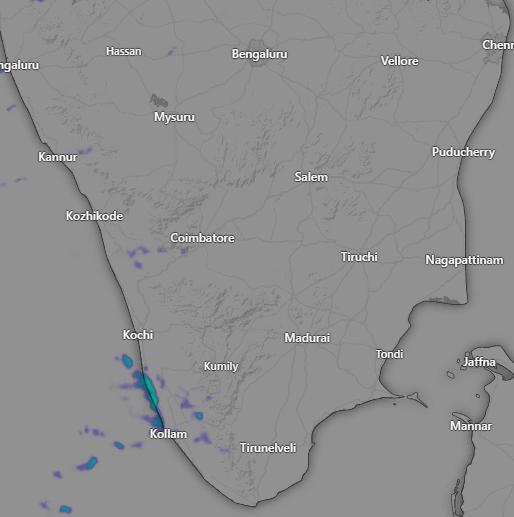 Hassan
Bengaluru
Chenn
ngaluru
Vellore
Mysuru
Kannur
Puducherry
Salem
Kozhikode
Coimbatore
Tiruchi
Nagapattinam
Kochi
Madurai
Tondi
Kumily
Jaffna
Mannar
Kollam
Tirunelveli